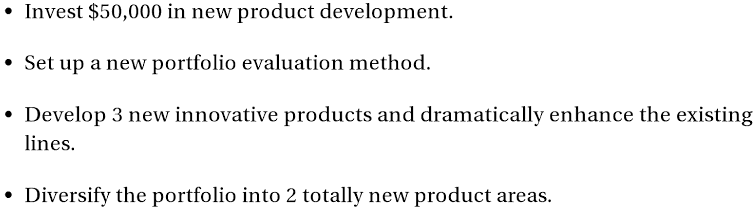 • Invest $50,000 in new product development.
• Set up a new portfolio evaluation method.
• Develop 3 new innovative products and dramatically enhance the existing
lines.
• Diversify the portfolio into 2 totally new product areas.